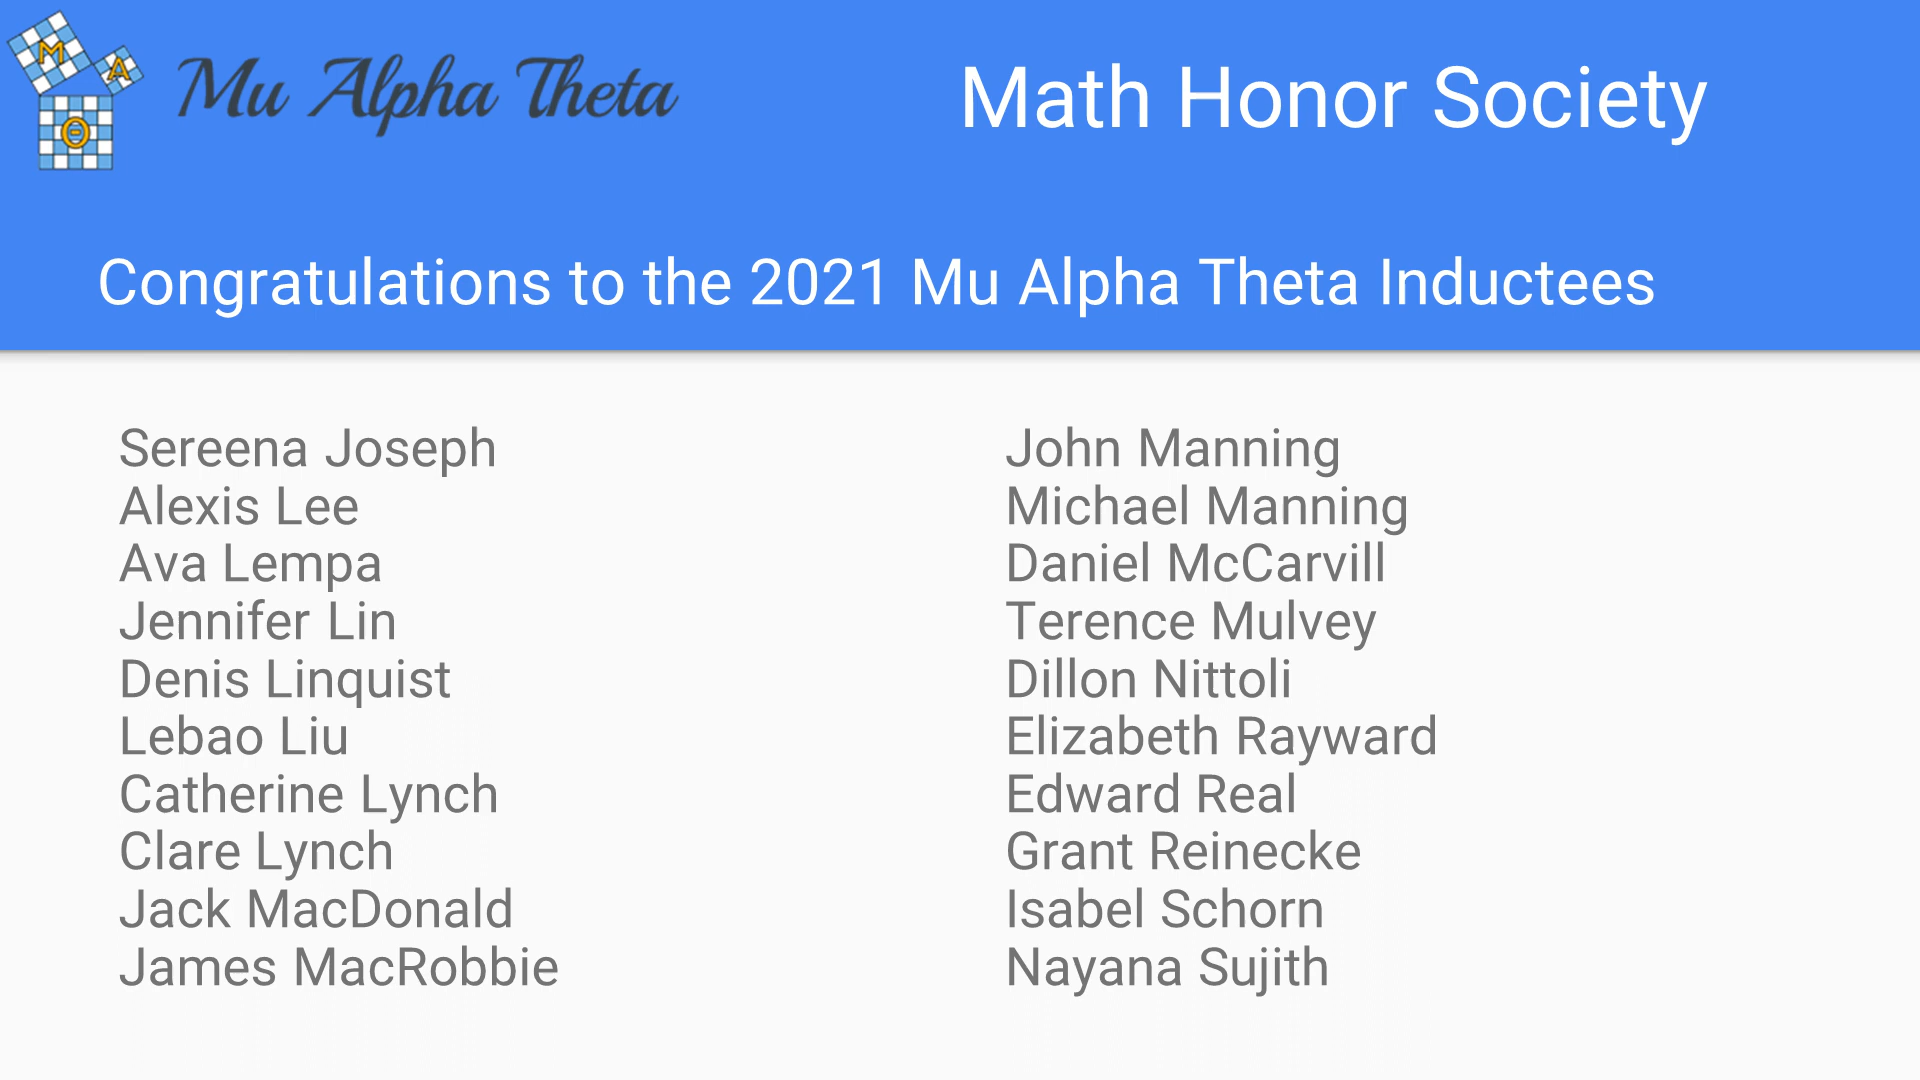 M
A
Θ
Mu Alpha Theta
Math Honor Society
Congratulations to the 2021 Mu Alpha Theta Inductees
Sereena Joseph
Alexis Lee
Ava Lempa
Jennifer Lin
Denis Linquist
Lebao Liu
Catherine Lynch
Clare Lynch
Jack MacDonald
James MacRobbie
John Manning
Michael Manning
Daniel McCarvill
Terence Mulvey
Dillon Nittoli
Elizabeth Rayward
Edward Real
Grant Reinecke
Isabel Schorn
Nayana Sujith